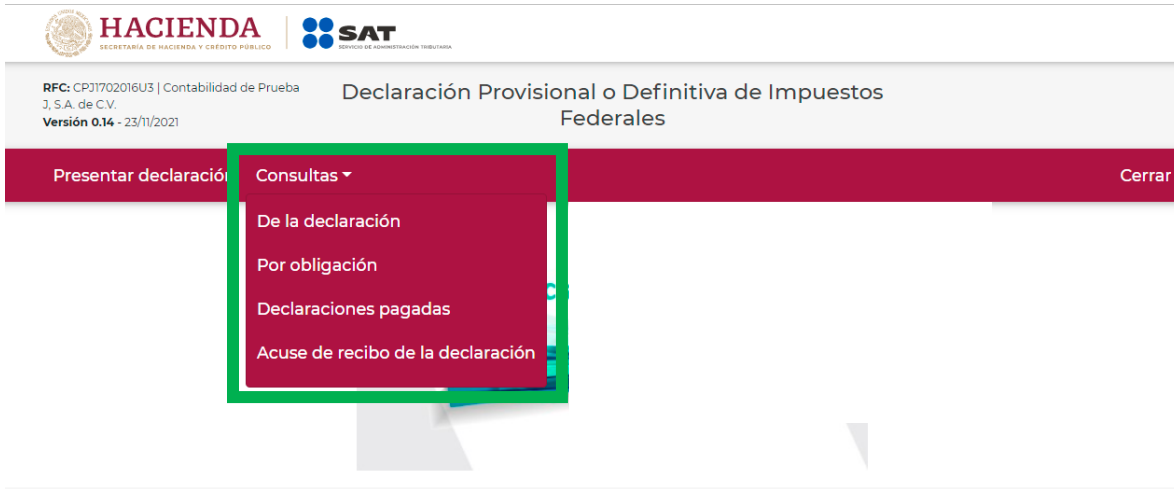 HACIENDA
SECRETARÍA DE HACIENDA Y CRÉDITO PÚBLICO
SAT
SERVICIO DE ADMINISTRACIÓN TRIBUTARIA
RFC: CPJ1702016U3 | Contabilidad de Prueba
J, S.A. de C.V.
Versión 0.14 - 23/11/2021
Declaración Provisional o Definitiva de Impuestos
Federales
Presentar declaración Consultas Cerrar
De la declaración
Por obligación
Declaraciones pagadas
Acuse de recibo de la declaración